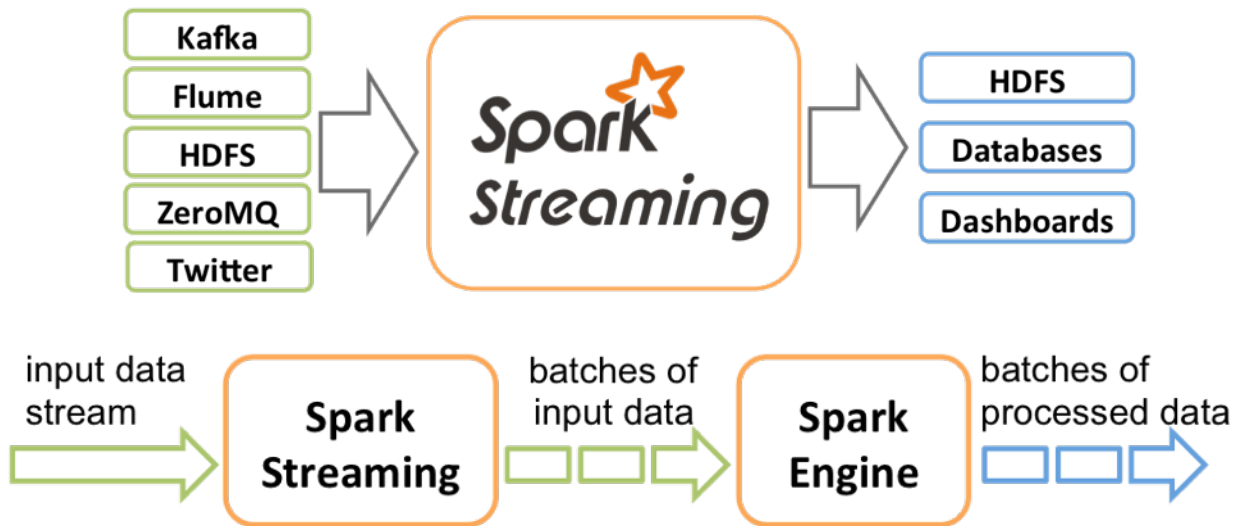 Kafka
Flume
HDFS
ZeroMQ
Twitter
Spark
Streaming
HDFS
Databases
Dashboards
input data
stream
Spark
Streaming
batches of
input data
Spark
Engine
batches of
processed data